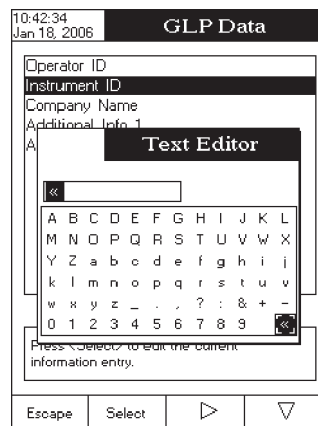 10:42:34
Jan 18, 2006
GLP Data
Operator ID
Instrument ID
Company Name
Additional Info 1
A
Text Editor
«
A B C D E F G H I J K L
M N O P Q R S T U V W X
Y Z a b c d e f g h i j
k l m n o p q r s t u v
w x y z _ . , ? : & + -
0 1 2 3 4 5 6 7 8 9 «
Press <Select> to edit the current
information entry.
Escape
Select